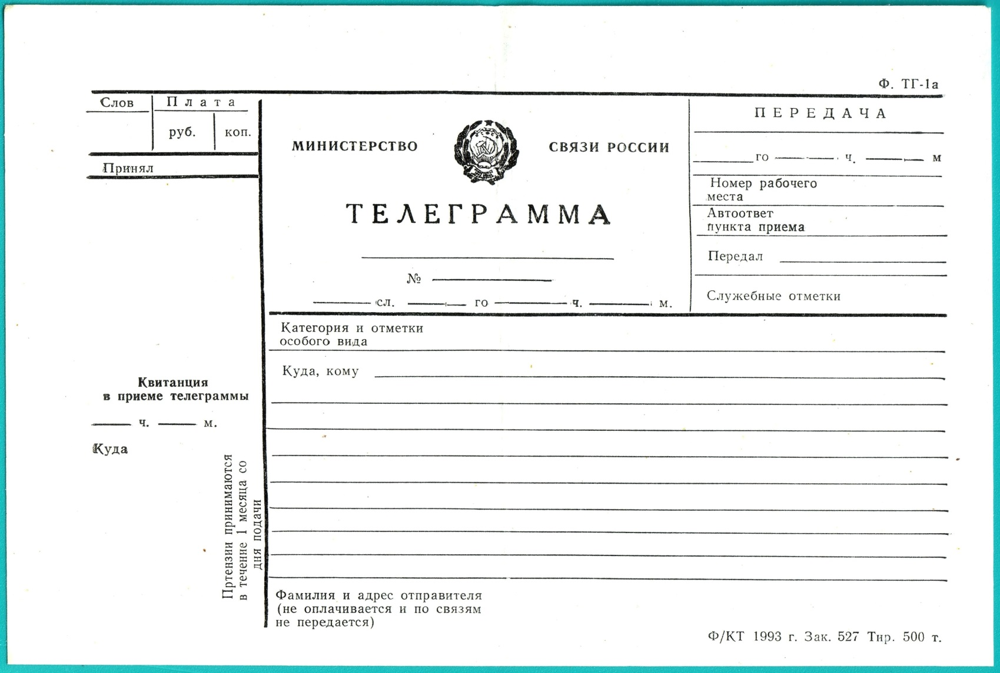 Ф. ТГ-1а
Слов
Плата
руб.
коп.
Принял
МИНИСТЕРСТВО
СВЯЗИ РОССИИ
ТЕЛЕГРАММА
№
сл. го ч. м.
ПЕРЕДАЧА
го ч. м
Номер рабочего
места
Автоответ
пункта приема
Передал
Служебные отметки
Категория и отметки
особого вида
Куда, кому
Квитанция
в приеме телеграммы
ч. м.
Куда
Пртензии принимаются
в течение 1 месяца со
дня подачи
Фамилия и адрес отправителя
(не оплачивается и по связям
не передается)
Ф/КТ 1993 г. Зак. 527 Тир. 500 т.